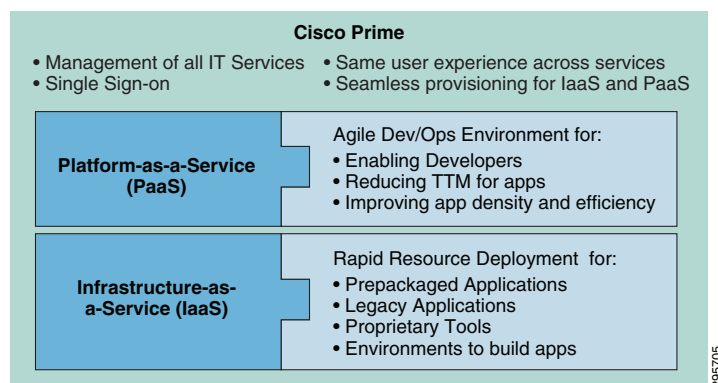 Cisco Prime
• Management of all IT Services • Same user experience across services
• Single Sign-on • Seamless provisioning for IaaS and PaaS
Platform-as-a-Service
(PaaS)
Agile Dev/Ops Environment for:
• Enabling Developers
• Reducing TTM for apps
• Improving app density and efficiency
Infrastructure-as-
a-Service (IaaS)
Rapid Resource Deployment for:
• Prepackaged Applications
• Legacy Applications
• Proprietary Tools
• Environments to build apps